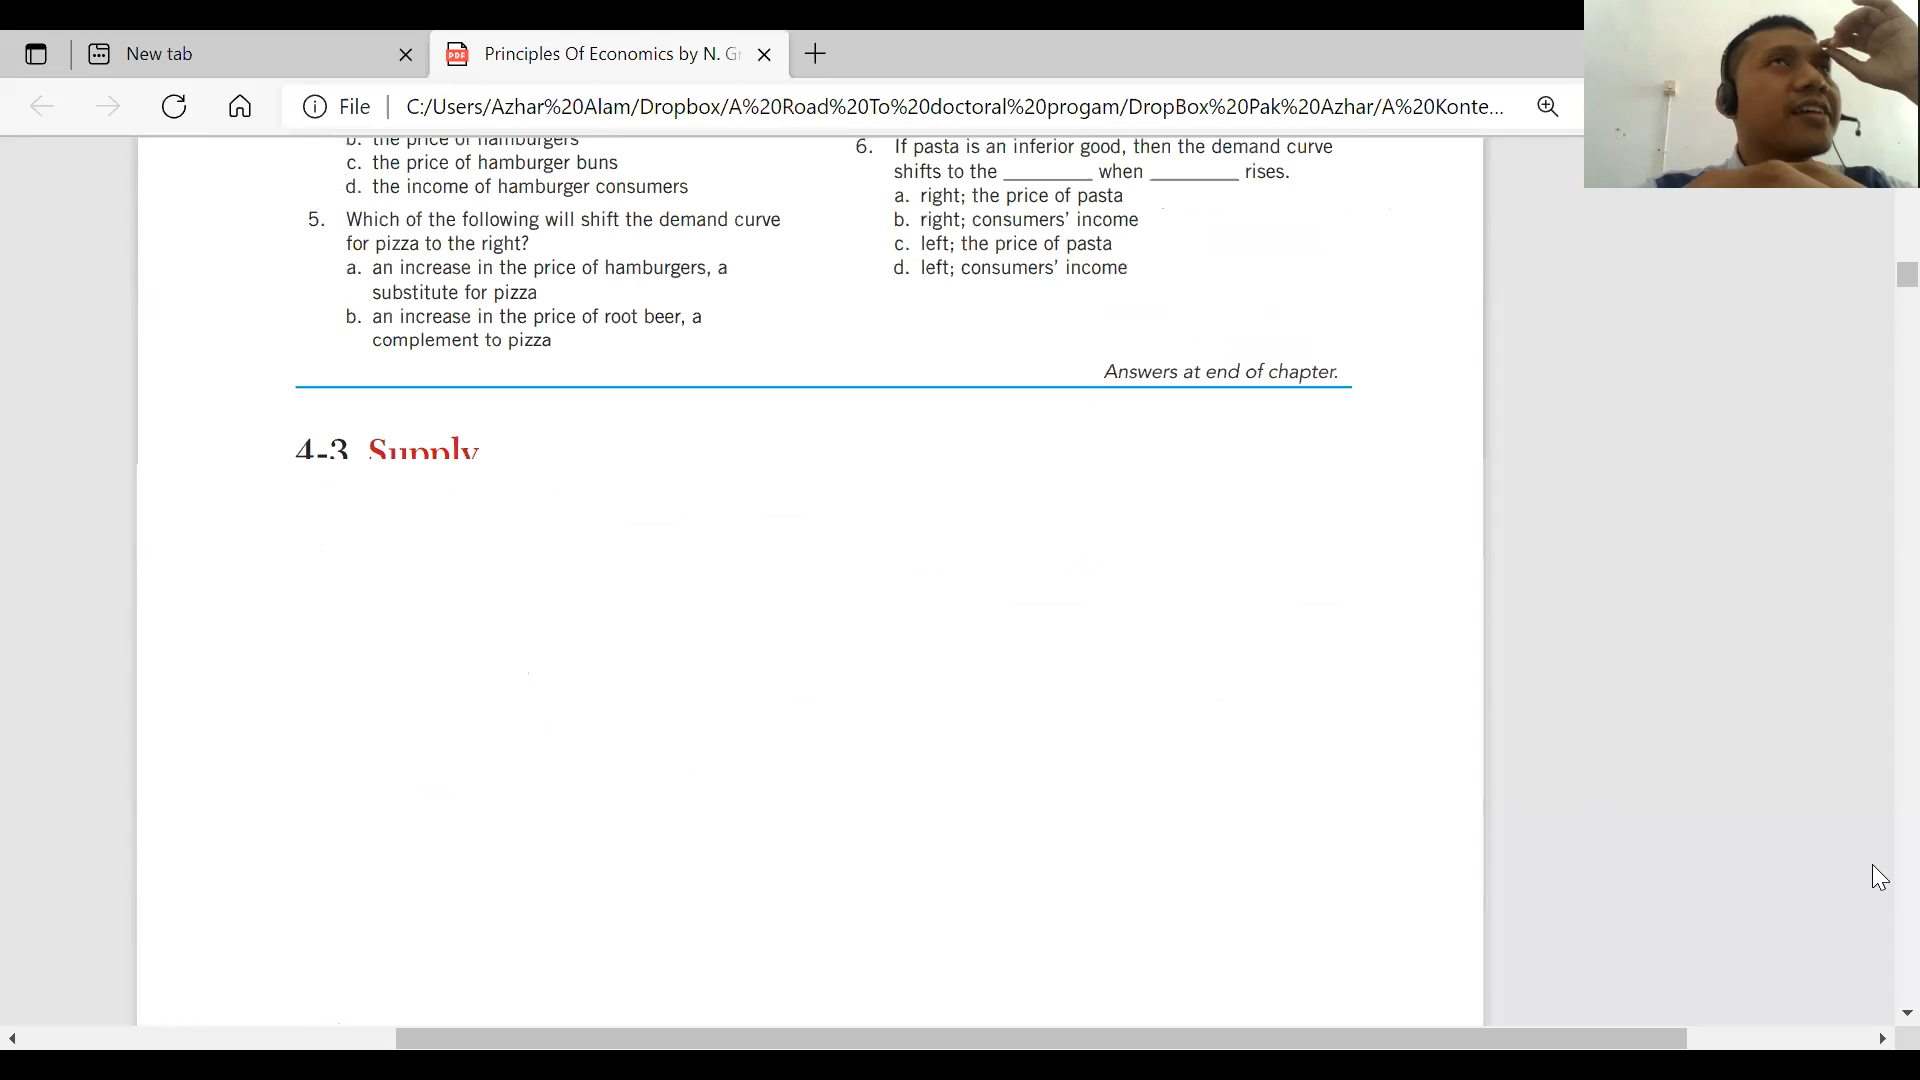 New tab
Principles Of Economics by N. Gr
File
C:/Users/Azhar%20Alam/Dropbox/A%20Road%20To%20doctoral%20progam/DropBox%20Pak%20Azhar/A%20Konte...
b. the price of hamburgers
c. the price of hamburger buns
d. the income of hamburger consumers
5. Which of the following will shift the demand curve
for pizza to the right?
a. an increase in the price of hamburgers, a
substitute for pizza
b. an increase in the price of root beer, a
complement to pizza
6. If pasta is an inferior good, then the demand curve
shifts to the ________ when ________ rises.
a. right; the price of pasta
b. right; consumers’ income
c. left; the price of pasta
d. left; consumers’ income
Answers at end of chapter.
4-3 Supply